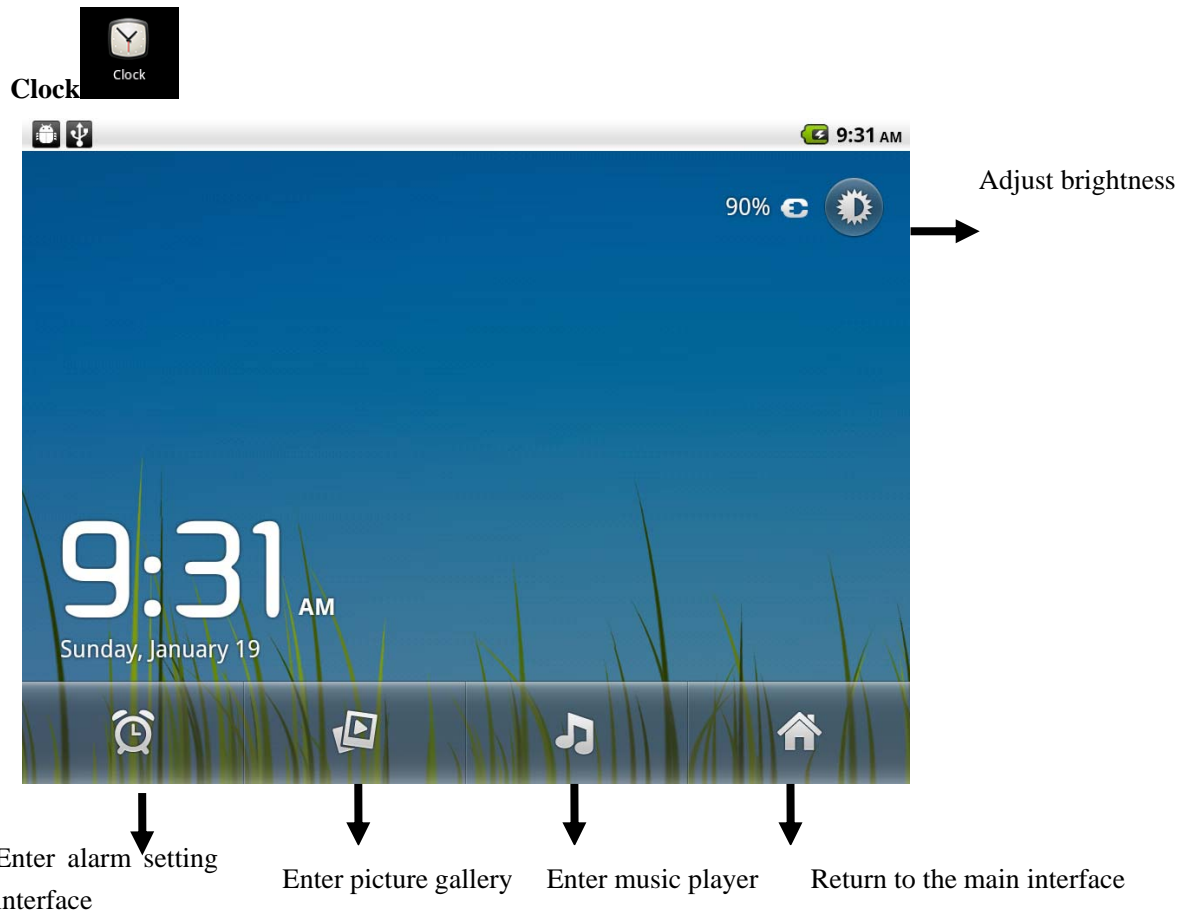 Clock
Clock
9:31 AM
Adjust brightness
90%
9:31 AM
Sunday, January 19
Enter alarm setting
interface
Enter picture gallery
Enter music player
Return to the main interface